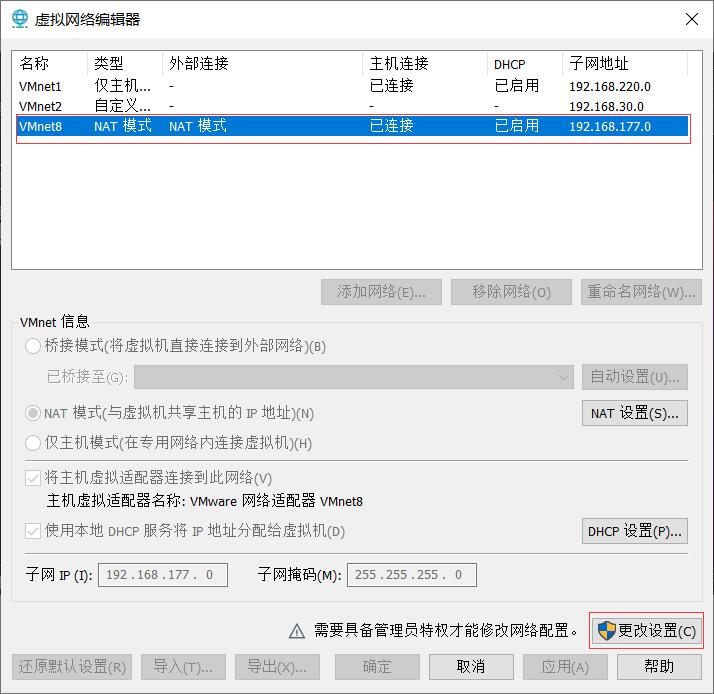 虚拟网络编辑器
名称 类型 外部连接 主机连接 DHCP 子网地址
VMnet1 仅主机... - 已连接 已启用 192.168.220.0
VMnet2 自定义... - - - 192.168.30.0
VMnet8 NAT 模式 NAT 模式 已连接 已启用 192.168.177.0
添加网络(E)... 移除网络(O) 重命名网络(W)...
VMnet 信息
桥接模式(将虚拟机直接连接到外部网络)(B)
已桥接至(G): 自动设置(U)...
NAT 模式(与虚拟机共享主机的 IP 地址)(N) NAT 设置(S)...
仅主机模式(在专用网络内连接虚拟机)(H)
将主机虚拟适配器连接到此网络(V)
主机虚拟适配器名称: VMware 网络适配器 VMnet8
使用本地 DHCP 服务将 IP 地址分配给虚拟机(D) DHCP 设置(P)...
子网 IP (I): 192.168.177. 0 子网掩码(M): 255.255.255. 0
需要具备管理员特权才能修改网络配置。 更改设置(C)
还原默认设置(R) 导入(T)... 导出(X)... 确定 取消 应用(A) 帮助